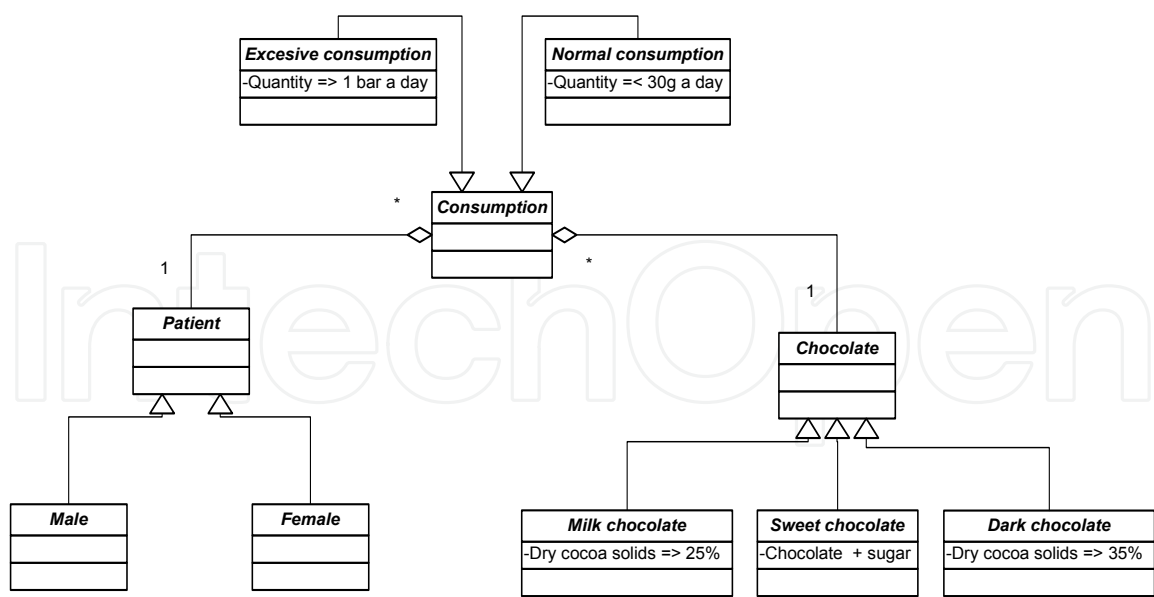 Excesive consumption
-Quantity => 1 bar a day
Normal consumption
-Quantity =< 30g a day
Consumption
*
*
1
1
Patient
Chocolate
Male
Female
Milk chocolate
-Dry cocoa solids => 25%
Sweet chocolate
-Chocolate + sugar
Dark chocolate
-Dry cocoa solids => 35%
IntechOpen